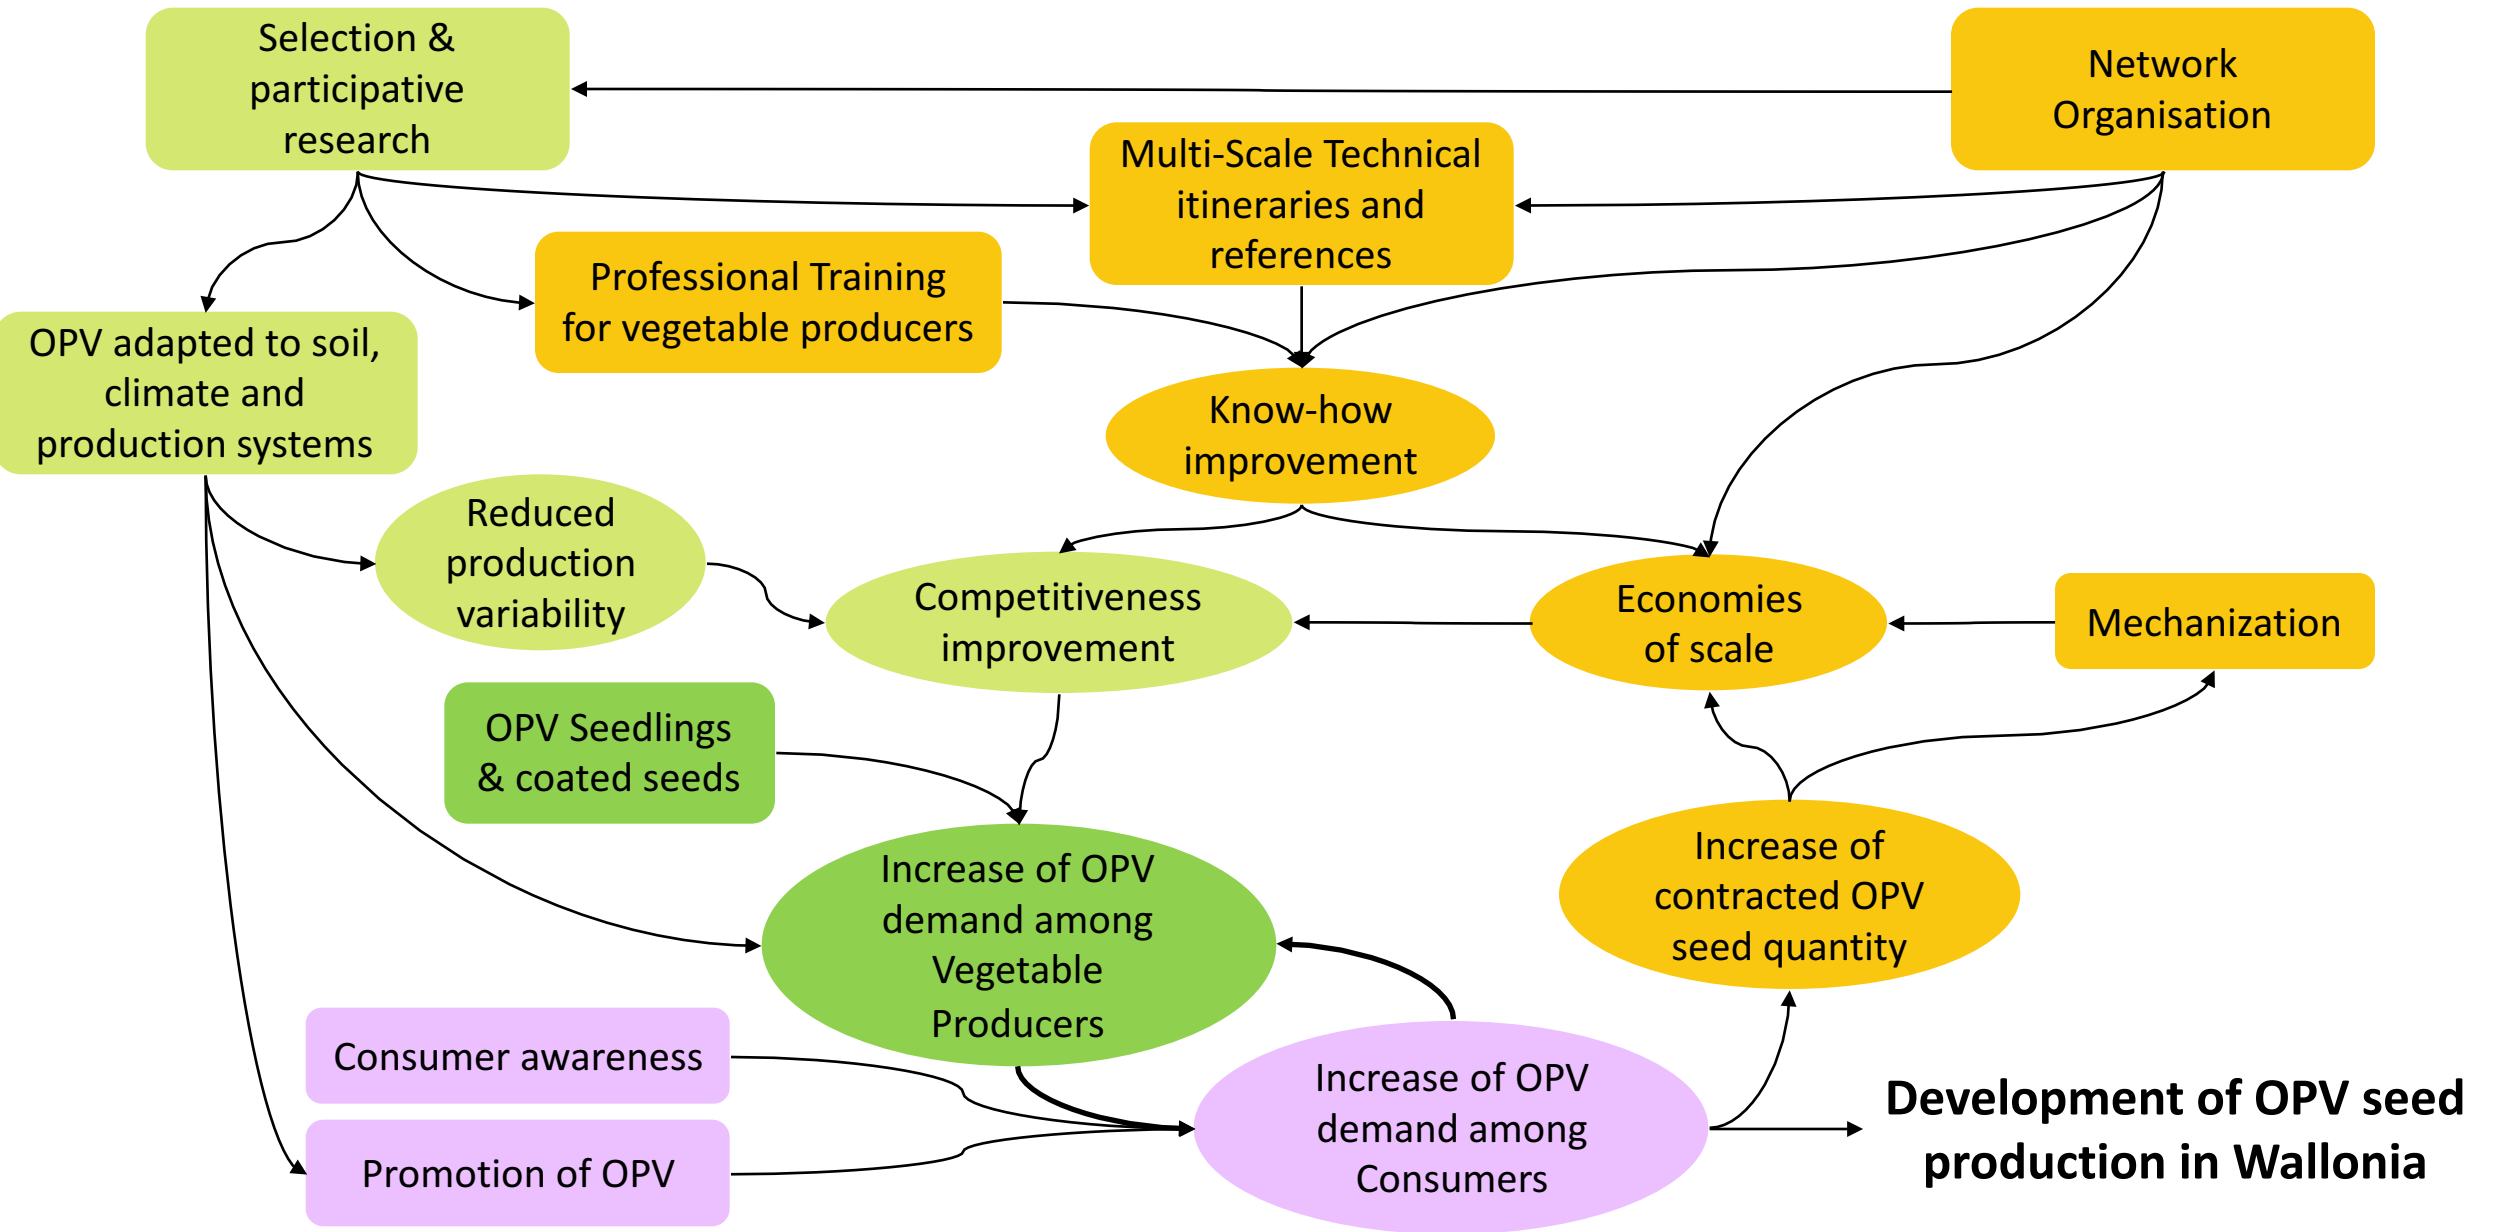 Selection &
participative
research
Network
Organisation
Multi-Scale Technical
itineraries and
references
Professional Training
for vegetable producers
OPV adapted to soil,
climate and
production systems
Know-how
improvement
Reduced
production
variability
Competitiveness
improvement
Economies
of scale
Mechanization
OPV Seedlings
& coated seeds
Increase of OPV
demand among
Vegetable
Producers
Increase of
contracted OPV
seed quantity
Consumer awareness
Promotion of OPV
Increase of OPV
demand among
Consumers
Development of OPV seed
production in Wallonia